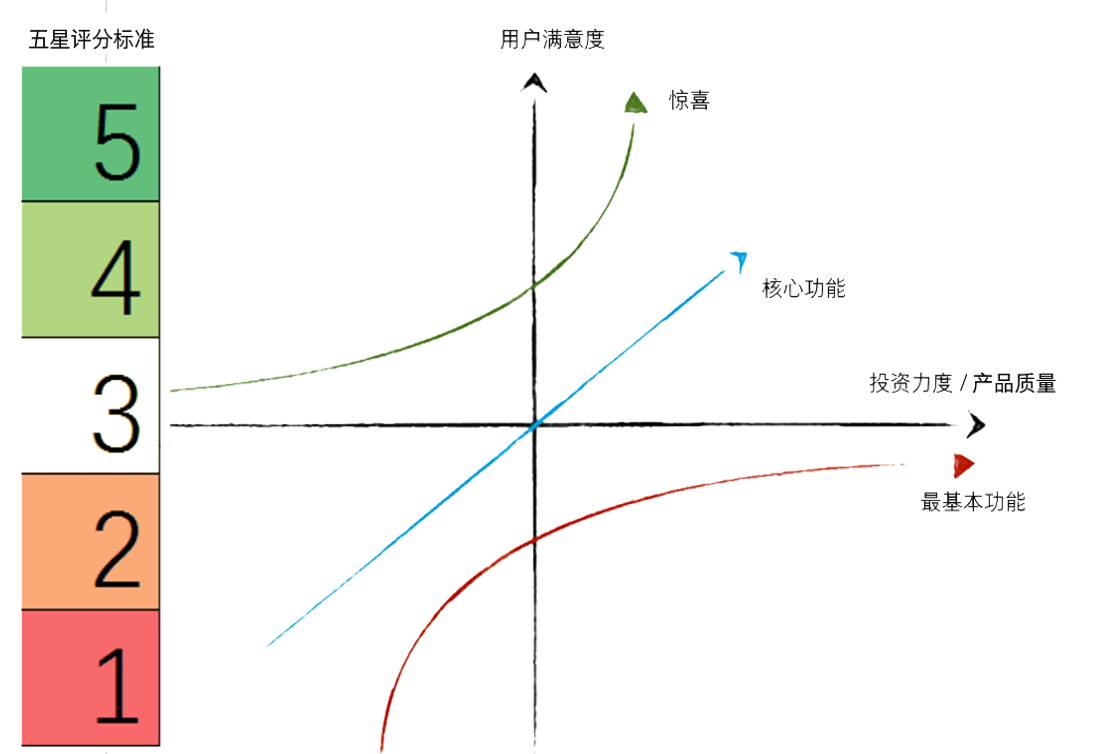 五星评分标准
用户满意度
5
惊喜
4
核心功能
3
投资力度 / 产品质量
最基本功能
2
1